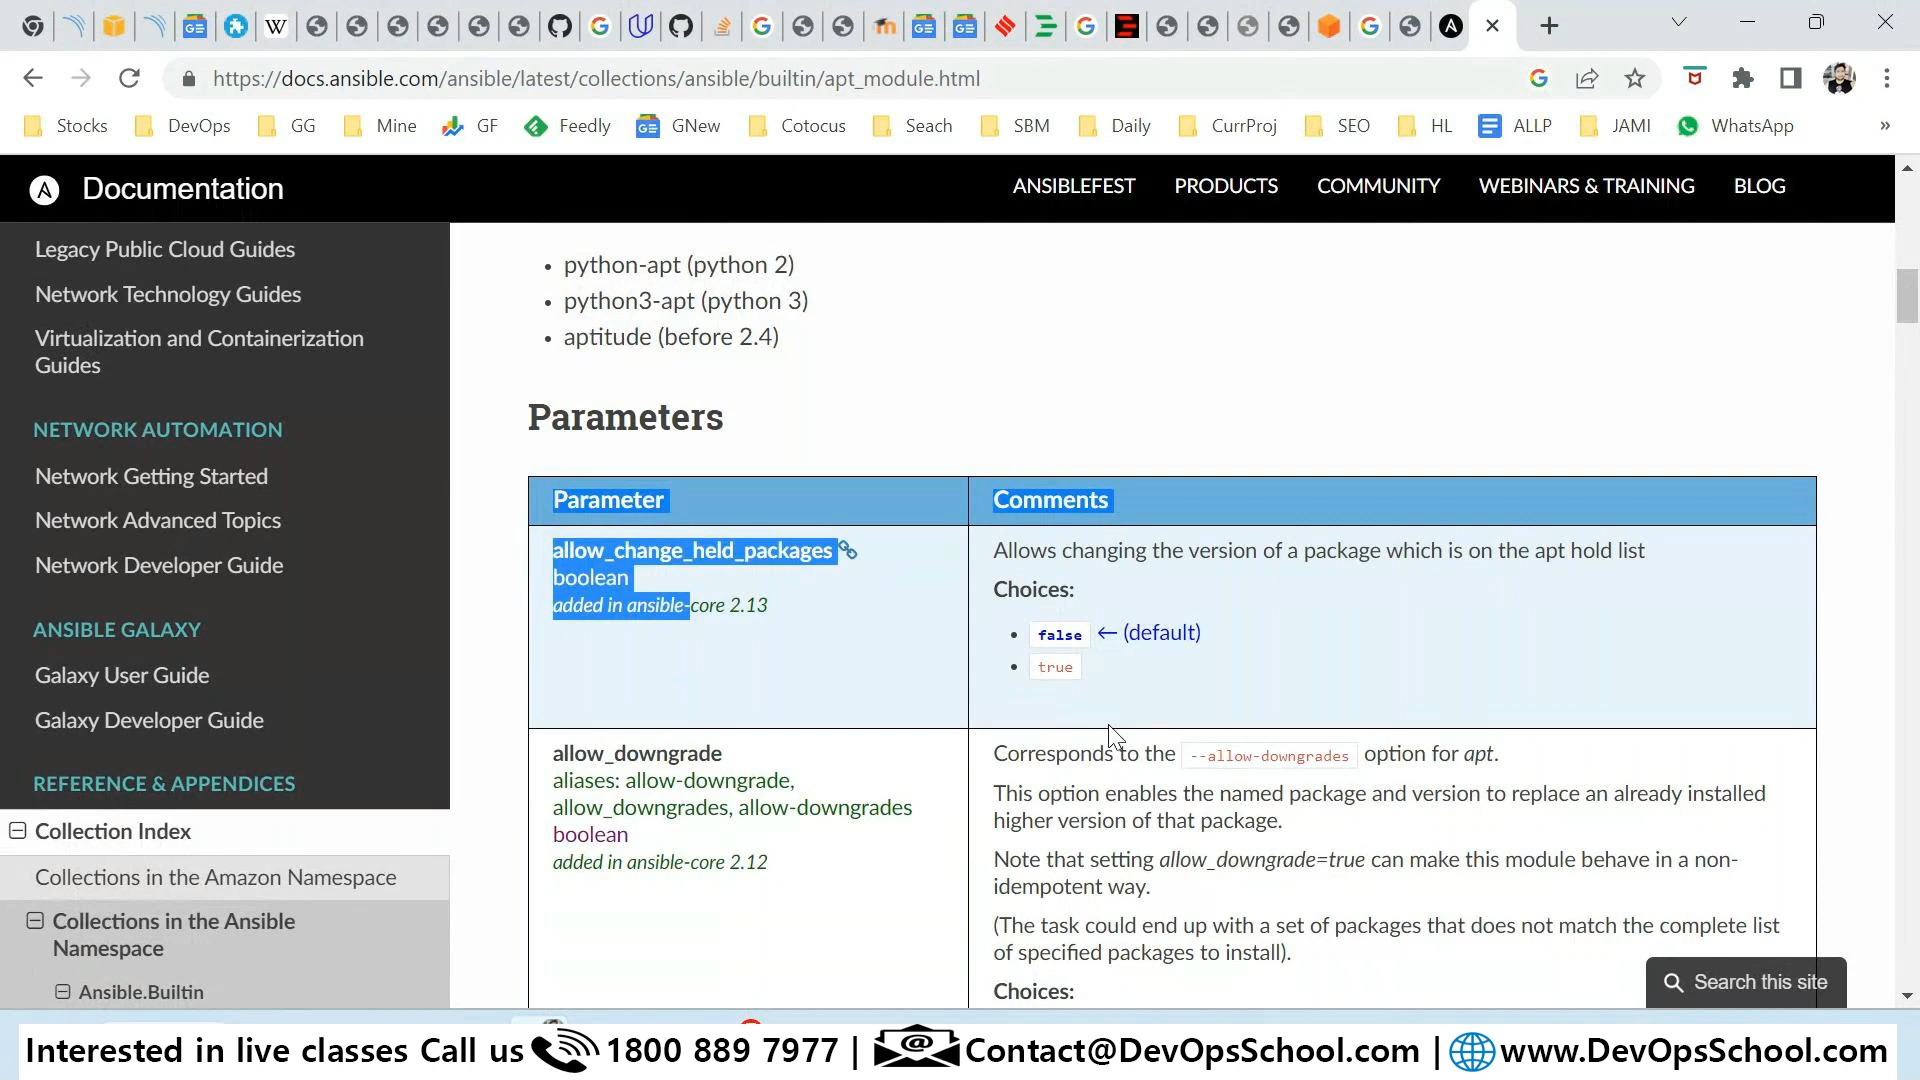 https://docs.ansible.com/ansible/latest/collections/ansible/builtin/apt_module.html
Stocks DevOps GG Mine GF Feedly GNew Cotocus Seach SBM Daily CurrProj SEO HL ALLP JAMI WhatsApp »
Documentation ANSIBLEFEST PRODUCTS COMMUNITY WEBINARS & TRAINING BLOG
Legacy Public Cloud Guides
Network Technology Guides
Virtualization and Containerization
Guides
NETWORK AUTOMATION
Network Getting Started
Network Advanced Topics
Network Developer Guide
ANSIBLE GALAXY
Galaxy User Guide
Galaxy Developer Guide
REFERENCE & APPENDICES
Collection Index
Collections in the Amazon Namespace
Collections in the Ansible
Namespace
Ansible.Builtin
• python-apt (python 2)
• python3-apt (python 3)
• aptitude (before 2.4)
Parameters
Parameter Comments
allow_change_held_packages
boolean
added in ansible-core 2.13
Allows changing the version of a package which is on the apt hold list
Choices:
• false ← (default)
• true
allow_downgrade
aliases: allow-downgrade,
allow_downgrades, allow-downgrades
boolean
added in ansible-core 2.12
Corresponds to the --allow-downgrades option for apt.
This option enables the named package and version to replace an already installed
higher version of that package.
Note that setting allow_downgrade=true can make this module behave in a non-
idempotent way.
(The task could end up with a set of packages that does not match the complete list
of specified packages to install).
Choices:
Search this site
Interested in live classes Call us 1800 889 7977 | Contact@DevOpsSchool.com | www.DevOpsSchool.com